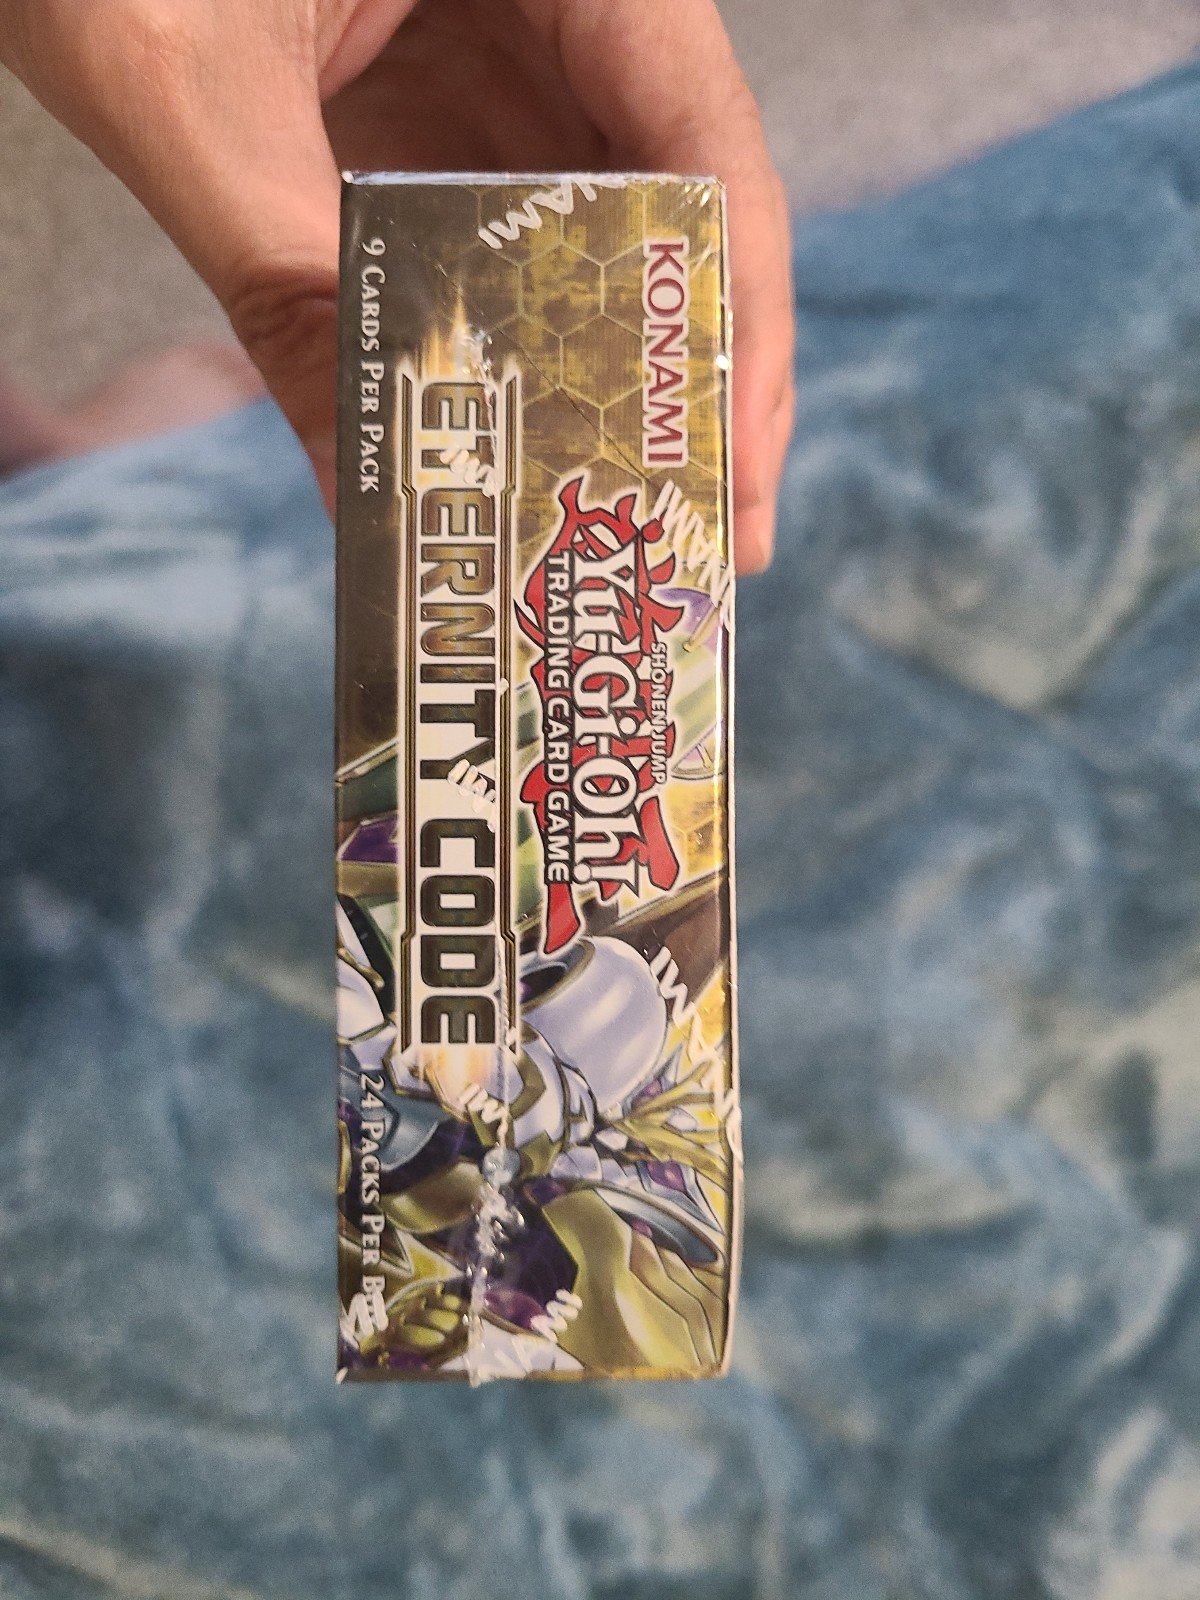 KONAMI
SHONEN JUMP
Yu-Gi-Oh!
TRADING CARD GAME
ETERNITY CODE
9 CARDS PER PACK
24 PACKS PER